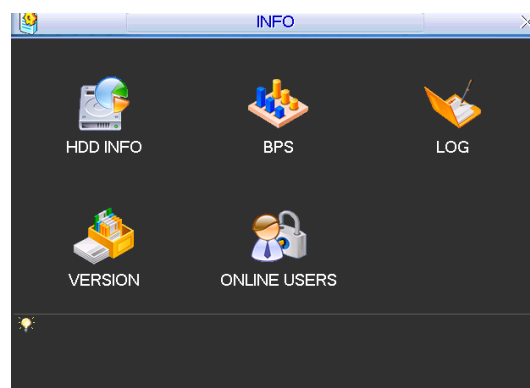 INFO
HDD INFO
BPS
LOG
VERSION
ONLINE USERS